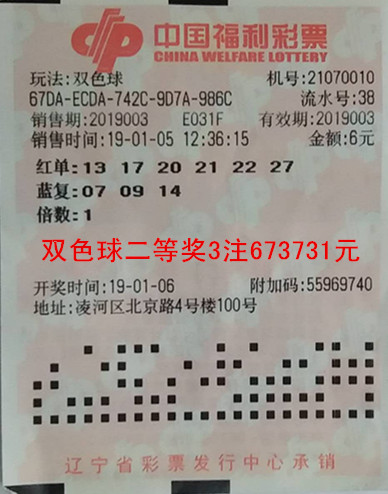 中国福利彩票
CHINA WELFARE LOTTERY
玩法:双色球 机号:21070010
67DA-ECDA-742C-9D7A-986C 流水号:38
销售期:2019003 E031F 有效期:2019003
销售时间:19-01-05 12:36:15 金额:6元
红单:13 17 20 21 22 27
蓝复:07 09 14
倍数:1
双色球二等奖3注673731元
开奖时间:19-01-06 附加码:55969740
地址:凌河区北京路4号楼100号
辽宁省彩票发行中心承销